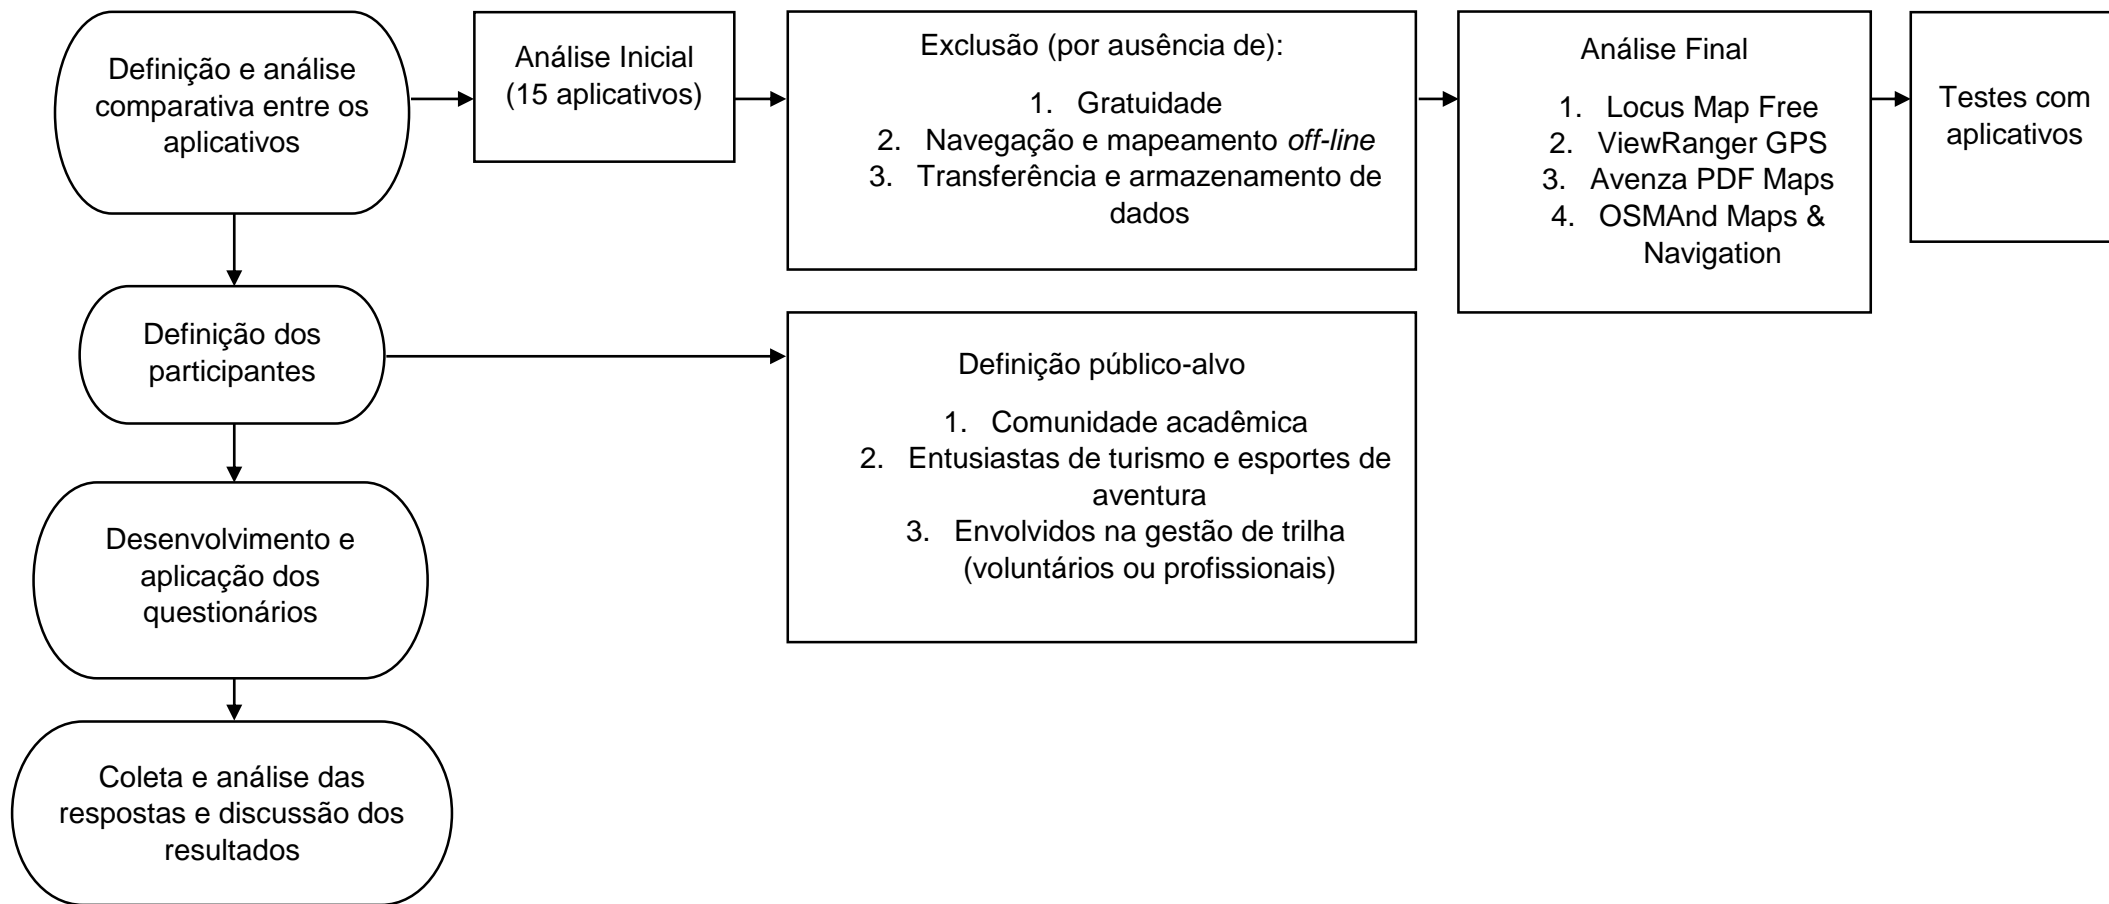 Definição e análise
comparativa entre os
aplicativos
Análise Inicial
(15 aplicativos)
Exclusão (por ausência de):
1. Gratuidade
2. Navegação e mapeamento off-line
3. Transferência e armazenamento de
dados
Análise Final
1. Locus Map Free
2. ViewRanger GPS
3. Avenza PDF Maps
4. OSMAnd Maps &
Navigation
Testes com
aplicativos
Definição dos
participantes
Definição público-alvo
1. Comunidade acadêmica
2. Entusiastas de turismo e esportes de
aventura
3. Envolvidos na gestão de trilha
(voluntários ou profissionais)
Desenvolvimento e
aplicação dos
questionários
Coleta e análise das
respostas e discussão dos
resultados